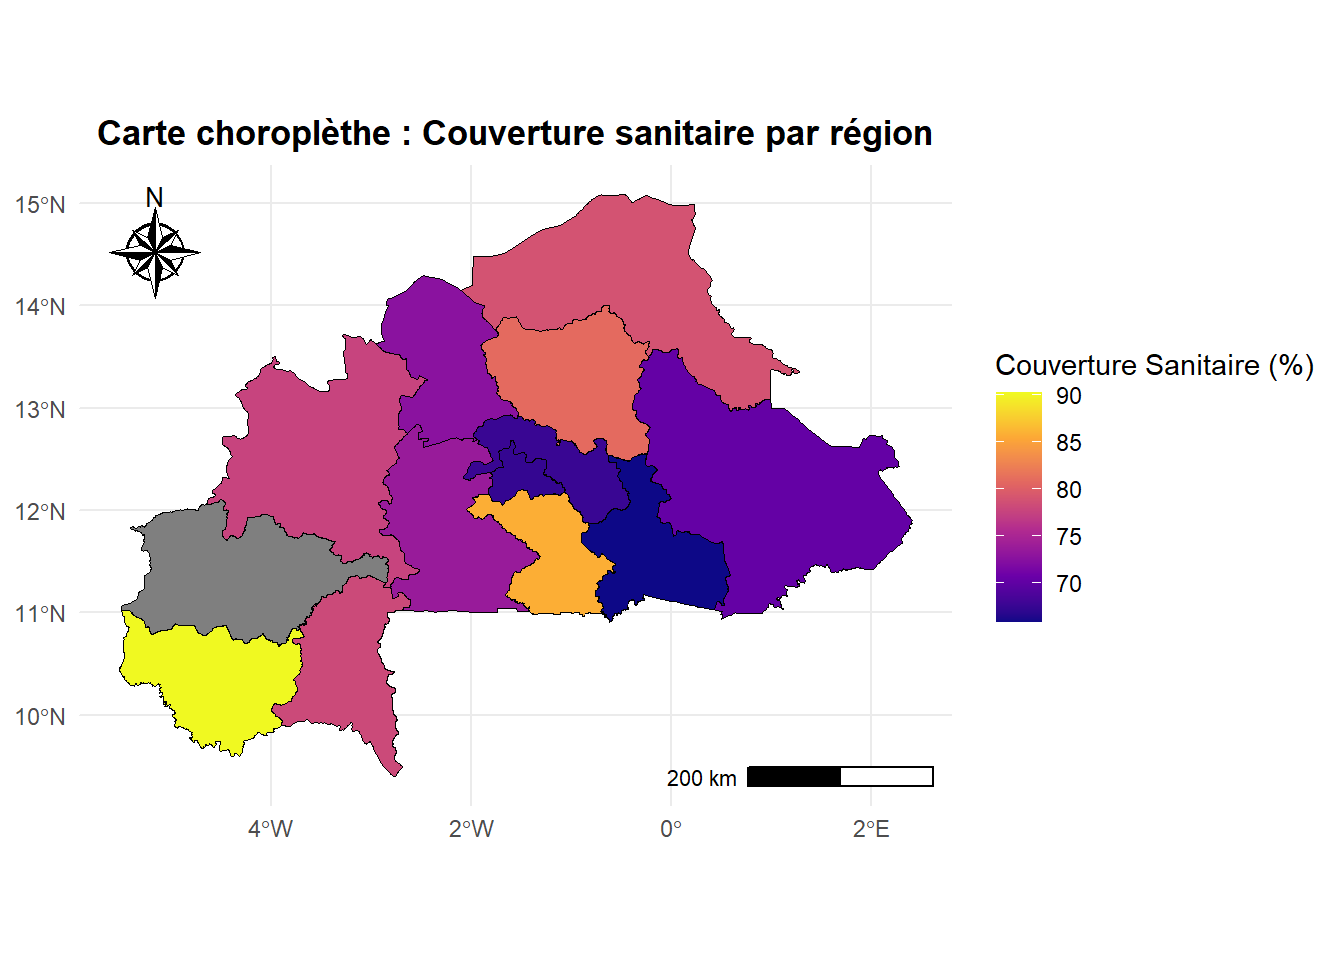 Carte choroplèthe : Couverture sanitaire par région
N
15°N
14°N
13°N
12°N
11°N
10°N
4°W
2°W
0°
2°E
200 km
Couverture Sanitaire (%)
90
85
80
75
70